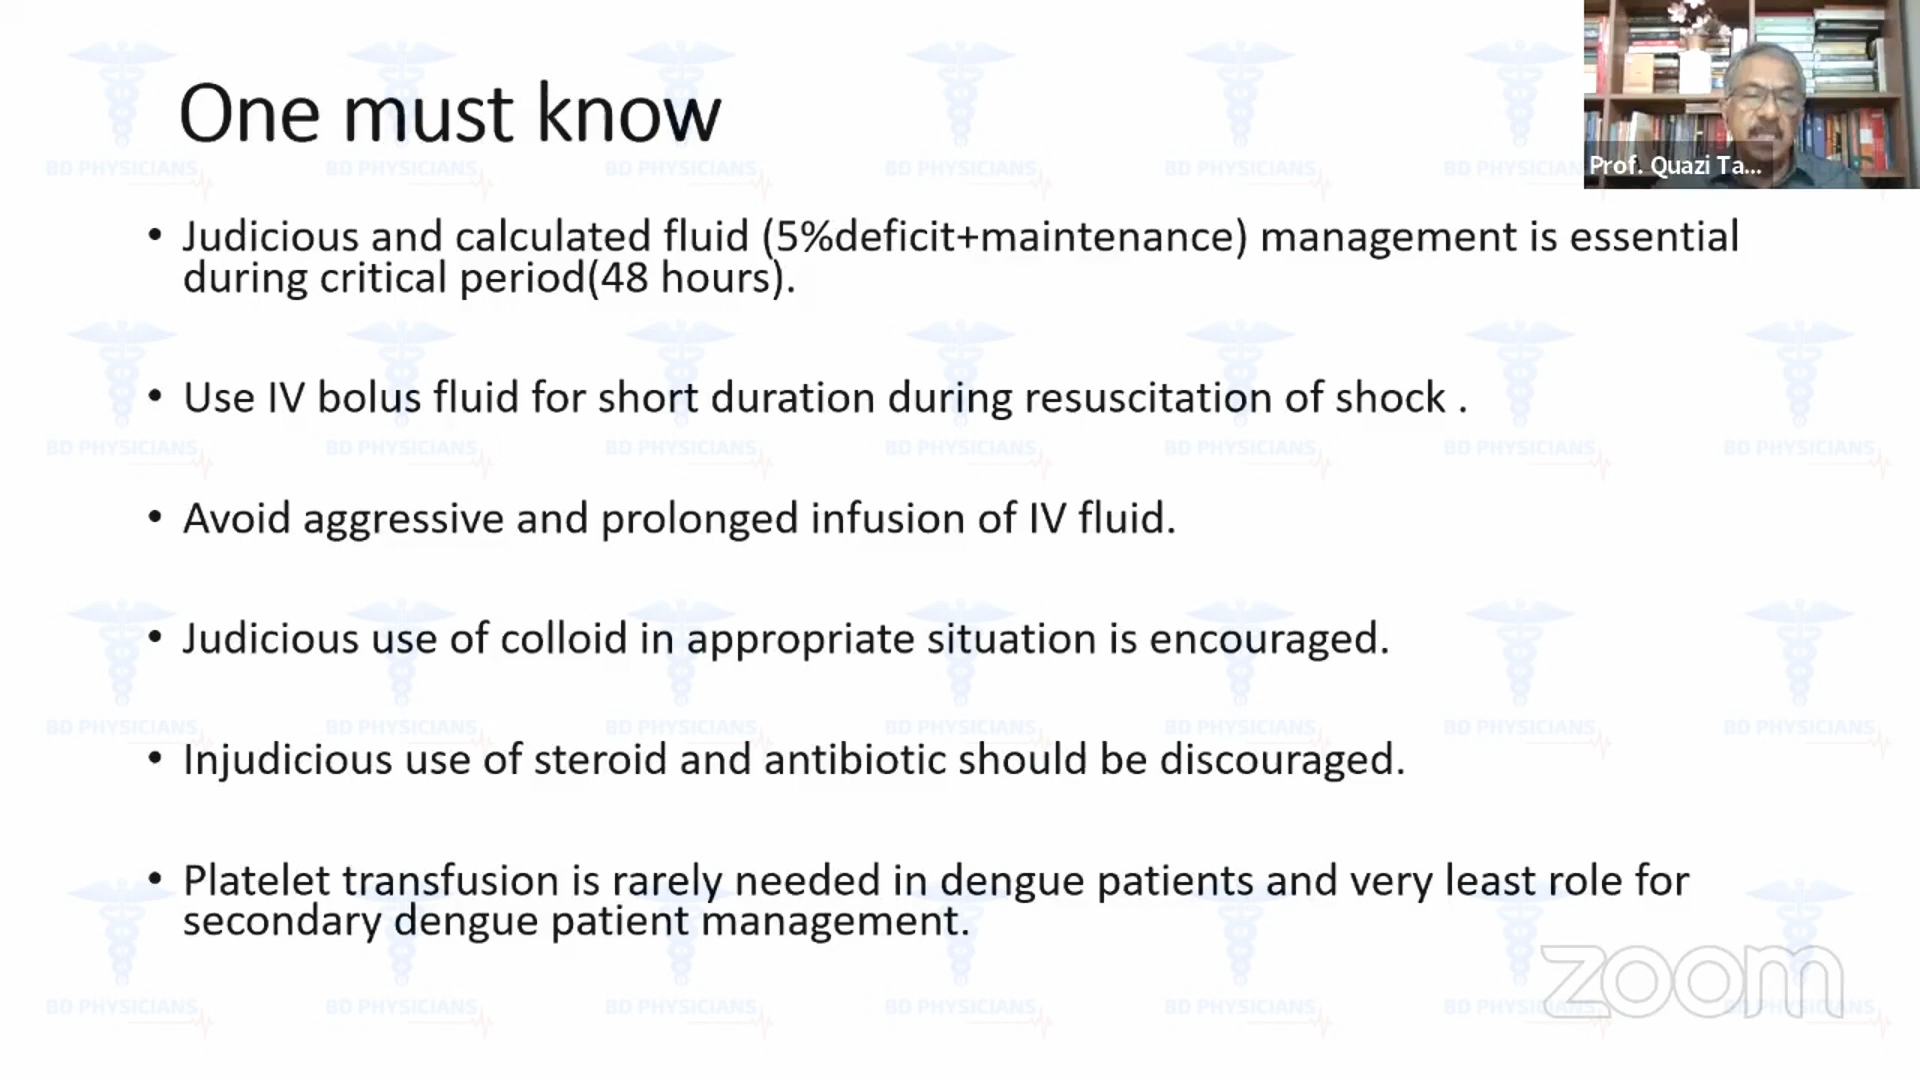 One must know
Prof. Quazi Ta...
• Judicious and calculated fluid (5%deficit+maintenance) management is essential
during critical period(48 hours).
• Use IV bolus fluid for short duration during resuscitation of shock .
• Avoid aggressive and prolonged infusion of IV fluid.
• Judicious use of colloid in appropriate situation is encouraged.
• Injudicious use of steroid and antibiotic should be discouraged.
• Platelet transfusion is rarely needed in dengue patients and very least role for
secondary dengue patient management.
zoom
BD PHYSICIANS